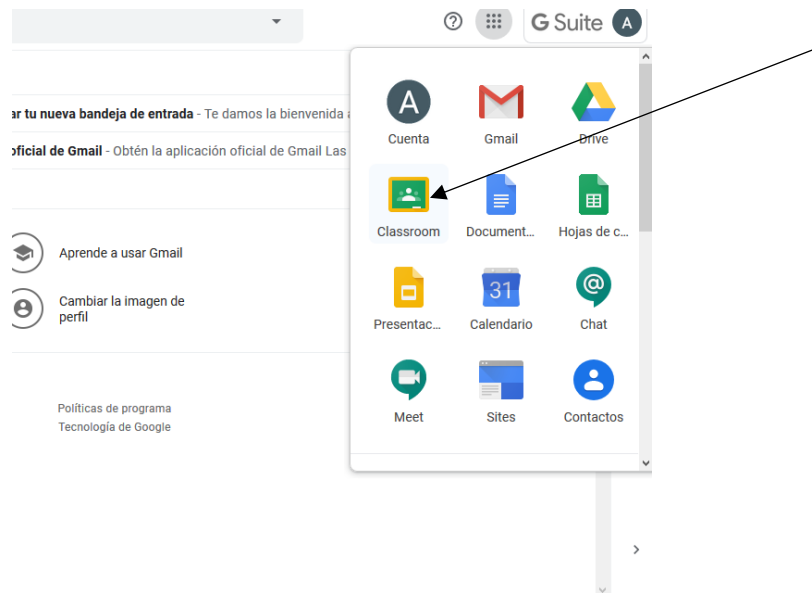 G Suite A
ar tu nueva bandeja de entrada - Te damos la bienvenida
oficial de Gmail - Obtén la aplicación oficial de Gmail Las
Aprende a usar Gmail
Cambiar la imagen de
perfil
Políticas de programa
Tecnología de Google
A
Cuenta Gmail Drive
Classroom Document... Hojas de c...
31
@
Presentac... Calendario Chat
Meet Sites Contactos